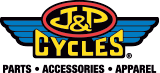 J&P
CYCLES®
PARTS • ACCESSORIES • APPAREL